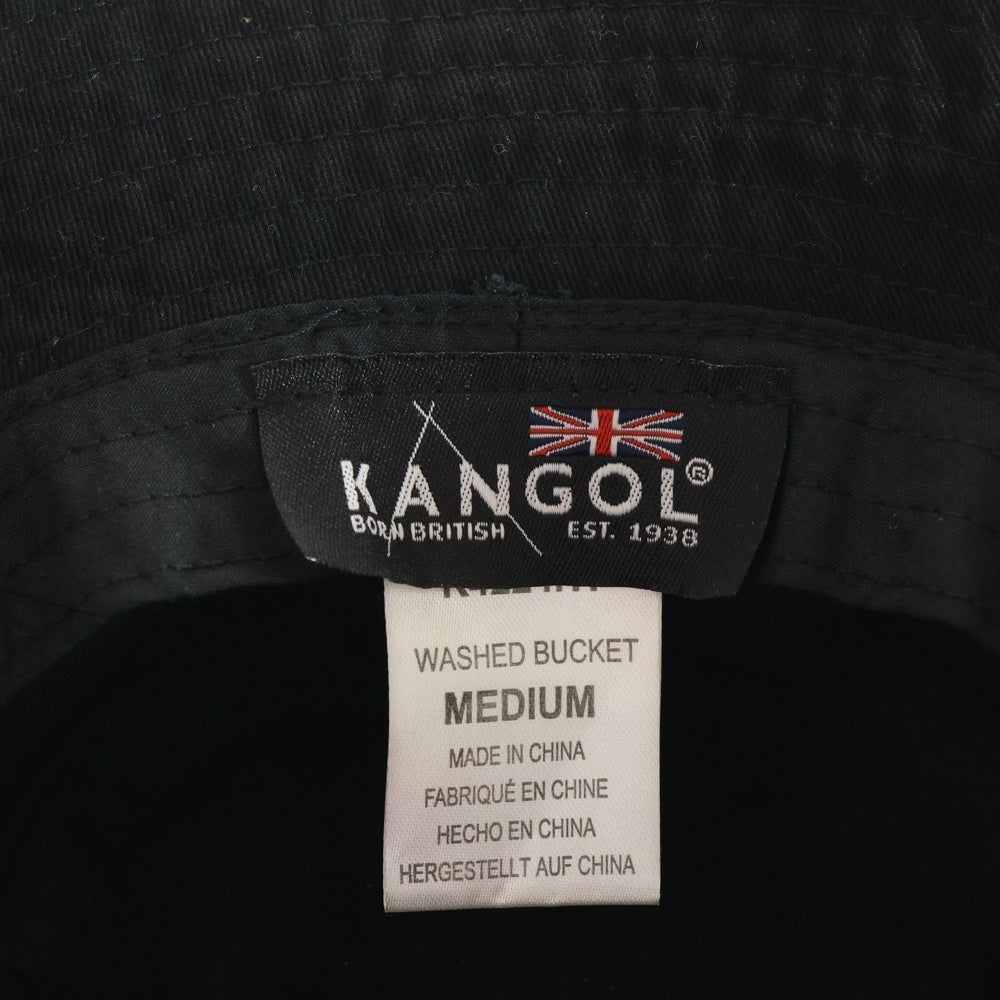 KANGOL®
BORN BRITISH EST. 1938
WASHED BUCKET
MEDIUM
MADE IN CHINA
FABRIQUÉ EN CHINE
HECHO EN CHINA
HERGESTELLT AUF CHINA